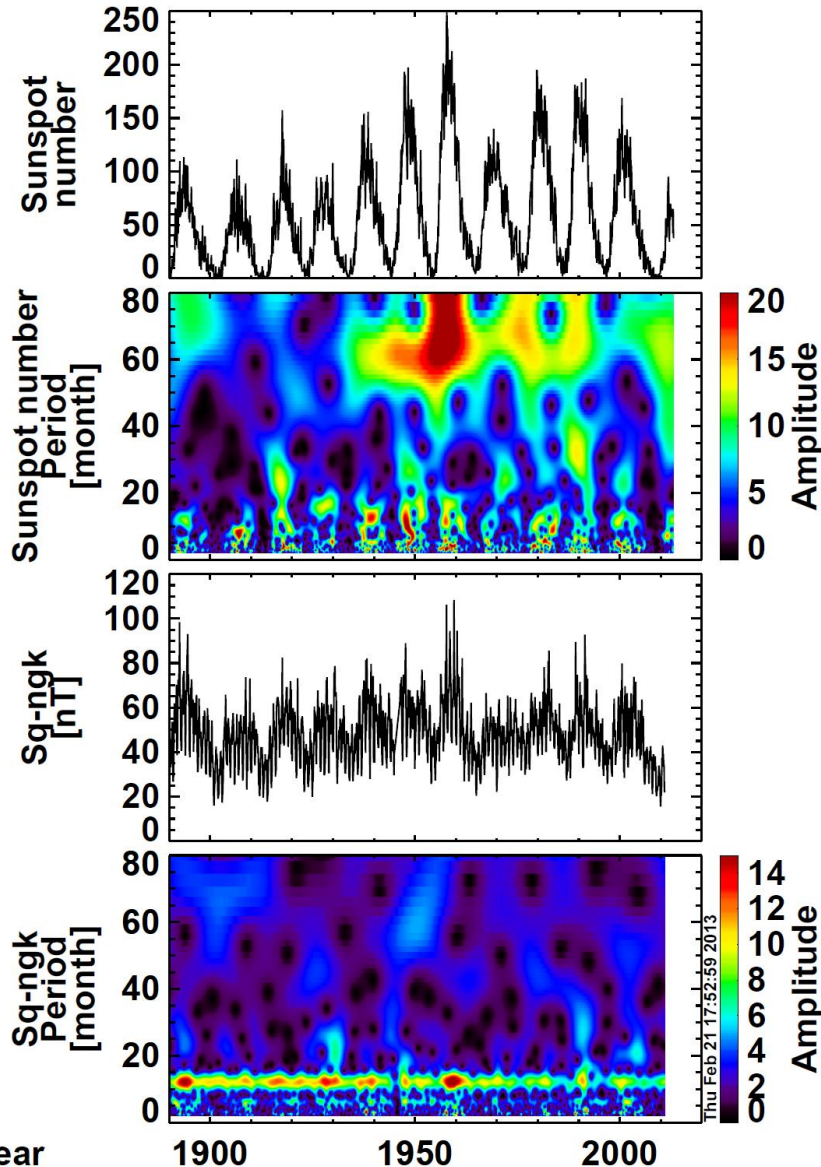 250
200
150
100
50
0
Sunspot
number
80
60
40
20
0
Sunspot number
Period
[month]
20
15
10
5
0
Amplitude
120
100
80
60
40
20
0
Sq-ngk
[nT]
80
60
40
20
0
Sq-ngk
Period
[month]
Thu Feb 21 17:52:59 2013
14
12
10
8
6
4
2
0
Amplitude
ear
1900
1950
2000